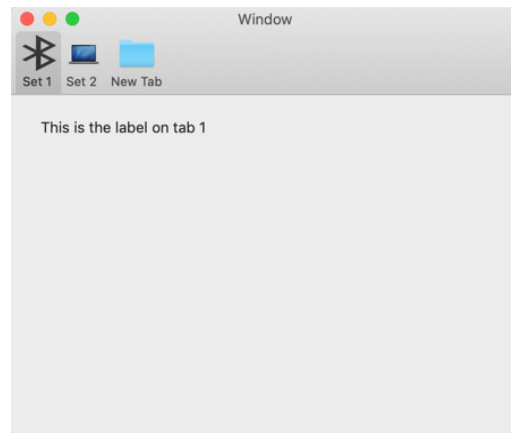 Window
Set 1 Set 2 New Tab
This is the label on tab 1